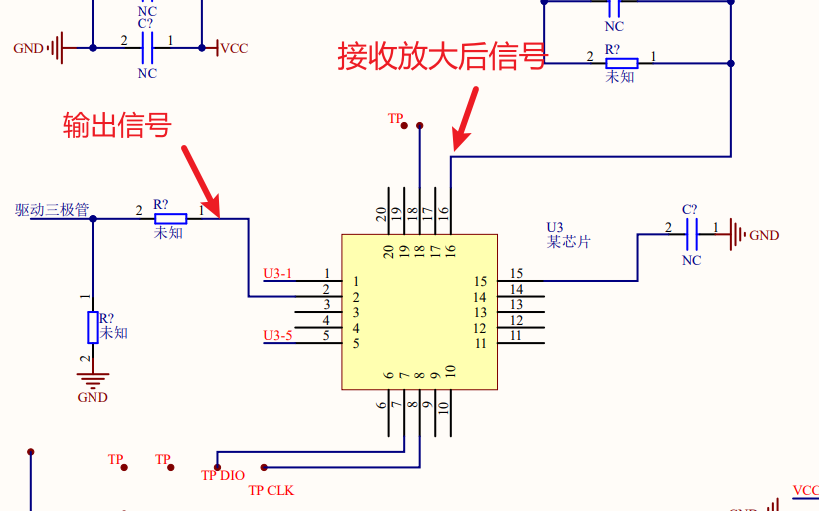 NC
C?
GND 2 1 VCC
NC
NC
R?
2 1
未知
接收放大后信号
输出信号
TP
驱动三极管
2 R? 1
未知
20 19 18 17 16
20 19 18 17 16
U3
某芯片
C?
2 1 GND
NC
U3-1 1 1
2 2
3 3
4 4
U3-5 5 5
15 15
14 14
13 13
12 12
11 11
1
R?
未知
2
GND
6 7 8 9 10
6 7 8 9 10
TP TP
TP DIO
TP CLK
VCC